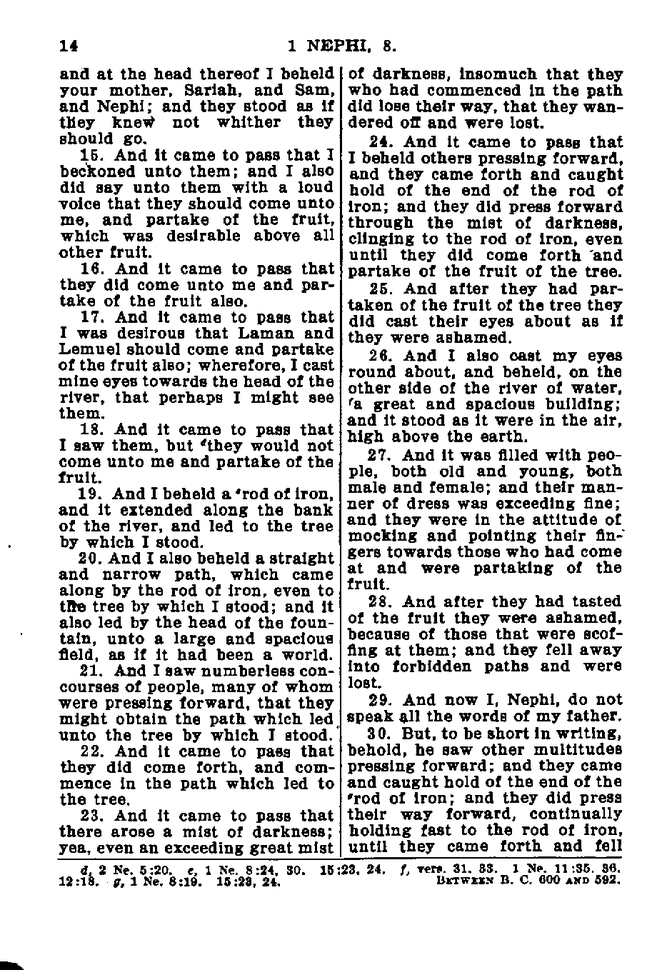 14
1 NEPHI, 8.
and at the head thereof I beheld
your mother, Sariah, and Sam,
and Nephi; and they stood as if
they knew not whither they
should go.
15. And it came to pass that I
beckoned unto them; and I also
did say unto them with a loud
voice that they should come unto
me, and partake of the fruit,
which was desirable above all
other fruit.
16. And it came to pass that
they did come unto me and par-
take of the fruit also.
17. And it came to pass that
I was desirous that Laman and
Lemuel should come and partake
of the fruit also; wherefore, I cast
mine eyes towards the head of the
river, that perhaps I might see
them.
18. And it came to pass that
I saw them, but dthey would not
come unto me and partake of the
fruit.
19. And I beheld a erod of iron,
and it extended along the bank
of the river, and led to the tree
by which I stood.
20. And I also beheld a straight
and narrow path, which came
along by the rod of iron, even to
the tree by which I stood; and it
also led by the head of the foun-
tain, unto a large and spacious
field, as if it had been a world.
21. And I saw numberless con-
courses of people, many of whom
were pressing forward, that they
might obtain the path which led
unto the tree by which I stood.
22. And it came to pass that
they did come forth, and com-
mence in the path which led to
the tree.
23. And it came to pass that
there arose a mist of darkness;
yea, even an exceeding great mist
of darkness, insomuch that they
who had commenced in the path
did lose their way, that they wan-
dered off and were lost.
24. And it came to pass that
I beheld others pressing forward,
and they came forth and caught
hold of the end of the rod of
iron; and they did press forward
through the mist of darkness,
clinging to the rod of iron, even
until they did come forth and
partake of the fruit of the tree.
25. And after they had par-
taken of the fruit of the tree they
did cast their eyes about as if
they were ashamed.
26. And I also cast my eyes
round about, and beheld, on the
other side of the river of water,
fa great and spacious building;
and it stood as it were in the air,
high above the earth.
27. And it was filled with peo-
ple, both old and young, both
male and female; and their man-
ner of dress was exceeding fine;
and they were in the attitude of
mocking and pointing their fin-
gers towards those who had come
at and were partaking of the
fruit.
28. And after they had tasted
of the fruit they were ashamed,
because of those that were scof-
fing at them; and they fell away
into forbidden paths and were
lost.
29. And now I, Nephi, do not
speak all the words of my father.
30. But, to be short in writing,
behold, he saw other multitudes
pressing forward; and they came
and caught hold of the end of the
grod of iron; and they did press
their way forward, continually
holding fast to the rod of iron,
until they came forth and fell
d, 2 Ne. 5:20. e, 1 Ne. 8:24, 30. 15:23, 24. f, vers. 31. 33. 1 Ne. 11:35. 36.
12:18. g, 1 Ne. 8:19. 15:23, 24. BETWEEN B. C. 600 AND 592.